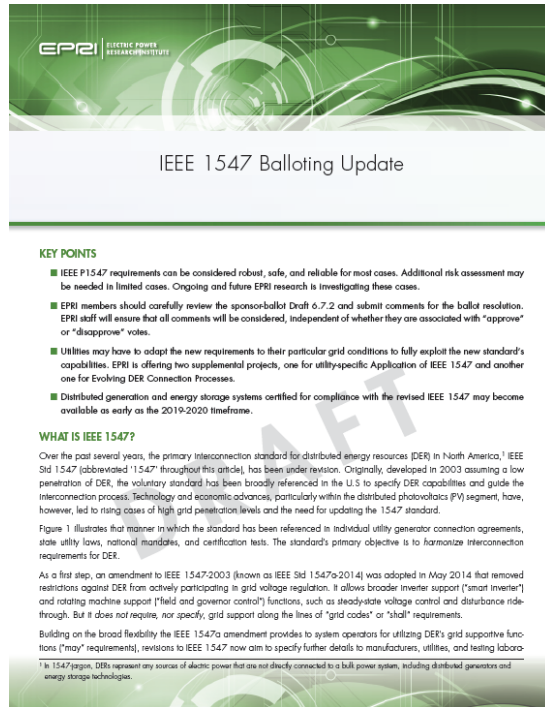 EPRI | ELECTRIC POWER
RESEARCH INSTITUTE
IEEE 1547 Balloting Update
KEY POINTS
■ IEEE P1547 requirements can be considered robust, safe, and reliable for most cases. Additional risk assessment may
be needed in limited cases. Ongoing and future EPRI research is investigating these cases.
■ EPRI members should carefully review the sponsor-ballot Draft 6.7.2 and submit comments for the ballot resolution.
EPRI staff will ensure that all comments will be considered, independent of whether they are associated with “approve”
or “disapprove” votes.
■ Utilities may have to adapt the new requirements to their particular grid conditions to fully exploit the new standard’s
capabilities. EPRI is offering two supplemental projects, one for utility-specific Application of IEEE 1547 and another
one for Evolving DER Connection Processes.
■ Distributed generation and energy storage systems certified for compliance with the revised IEEE 1547 may become
available as early as the 2019-2020 timeframe.
WHAT IS IEEE 1547?
Over the past several years, the primary interconnection standard for distributed energy resources (DER) in North America,¹ IEEE
Std 1547 (abbreviated ‘1547’ throughout this article), has been under revision. Originally, developed in 2003 assuming a low
penetration of DER, the voluntary standard has been broadly referenced in the U.S to specify DER capabilities and guide the
interconnection process. Technology and economic advances, particularly within the distributed photovoltaics (PV) segment, have,
however, led to rising cases of high grid penetration levels and the need for updating the 1547 standard.
Figure 1 illustrates that manner in which the standard has been referenced in individual utility generator connection agreements,
state utility laws, national mandates, and certification tests. The standard’s primary objective is to harmonize interconnection
requirements for DER.
As a first step, an amendment to IEEE 1547-2003 (known as IEEE Std 1547a-2014) was adopted in May 2014 that removed
restrictions against DER from actively participating in grid voltage regulation. It allows broader inverter support (“smart inverter”)
and rotating machine support (“field and governor control”) functions, such as steady-state voltage control and disturbance ride-
through. But it does not require, nor specify, grid support along the lines of “grid codes” or “shall” requirements.
Building on the broad flexibility the IEEE 1547a amendment provides to system operators for utilizing DER’s grid supportive func-
tions (“may” requirements), revisions to IEEE 1547 now aim to specify further details to manufacturers, utilities, and testing labora-
¹ In 1547-jargon, DERs represent any sources of electric power that are not directly connected to a bulk power system, including distributed generators and
energy storage technologies.
DRAFT